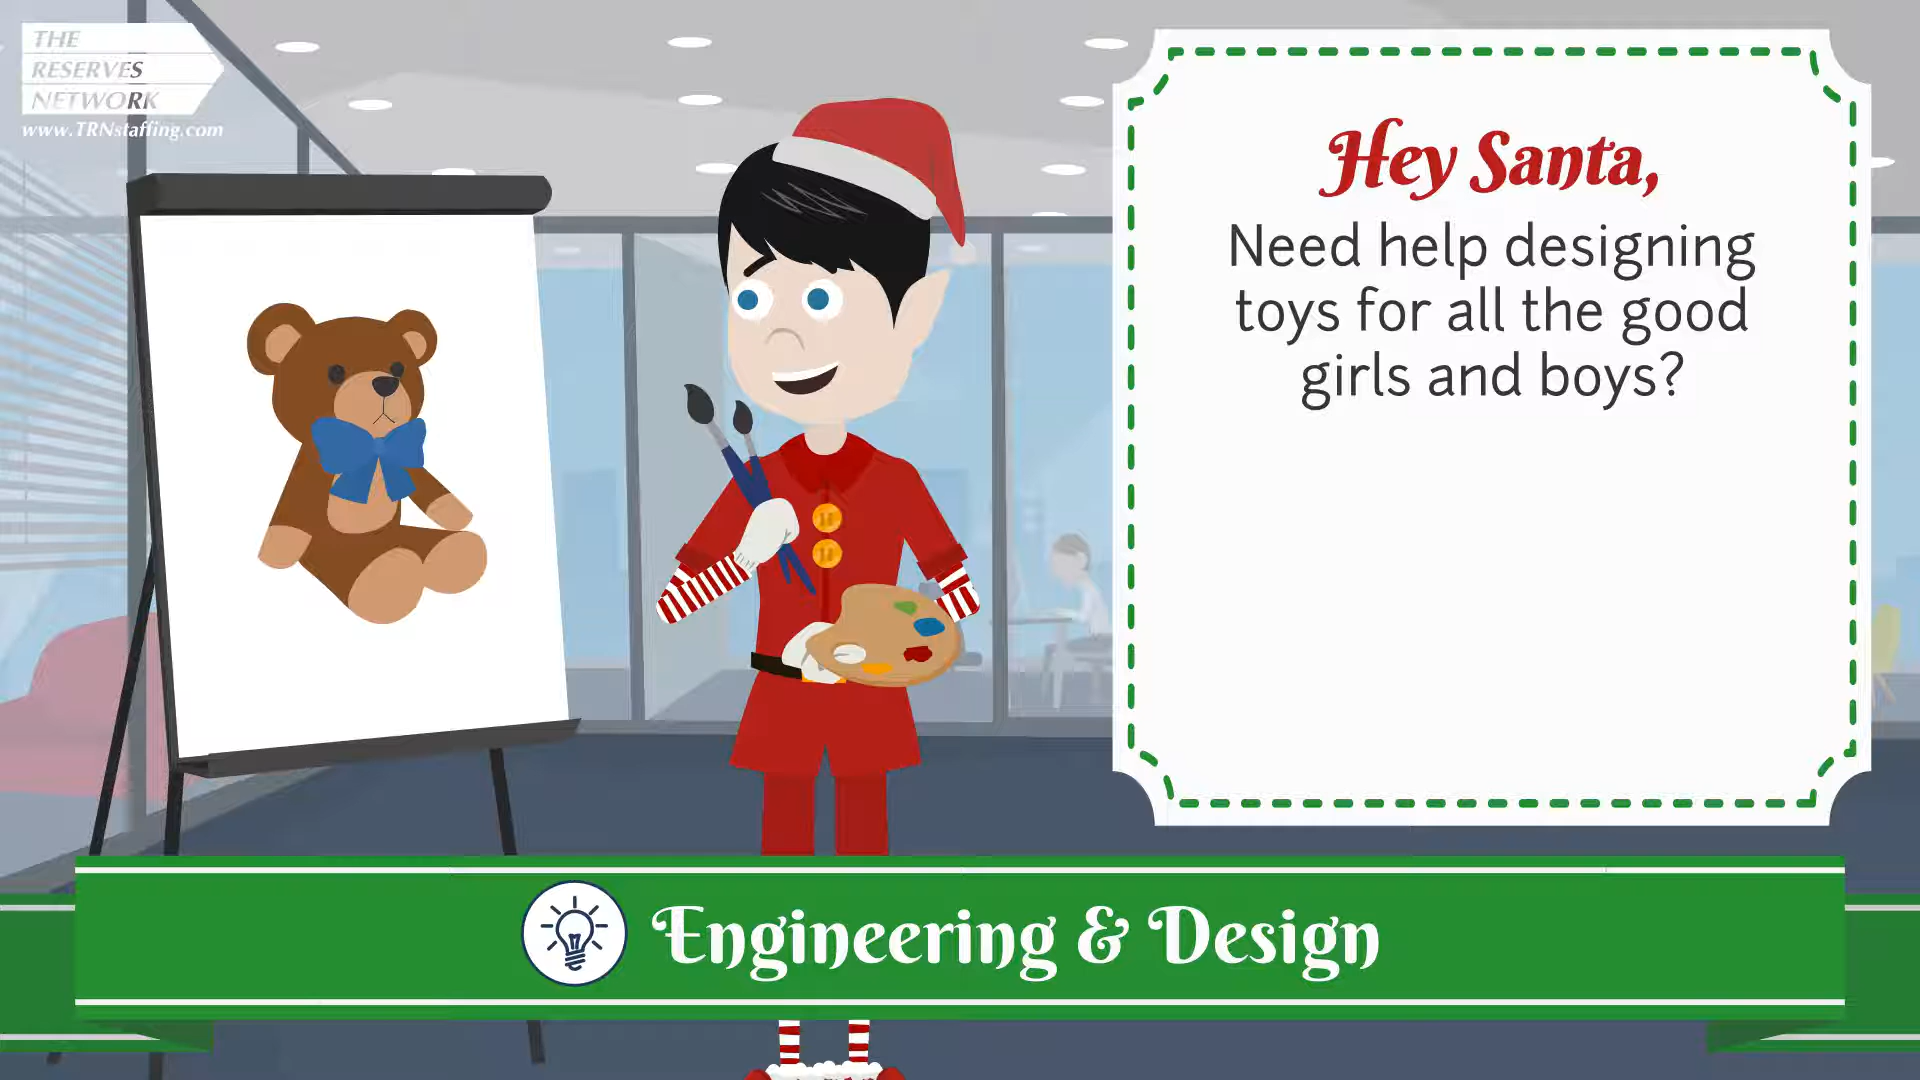 THE
RESERVES
NETWORK
www.TRNstaffing.com
Hey Santa,
Need help designing
toys for all the good
girls and boys?
Engineering & Design